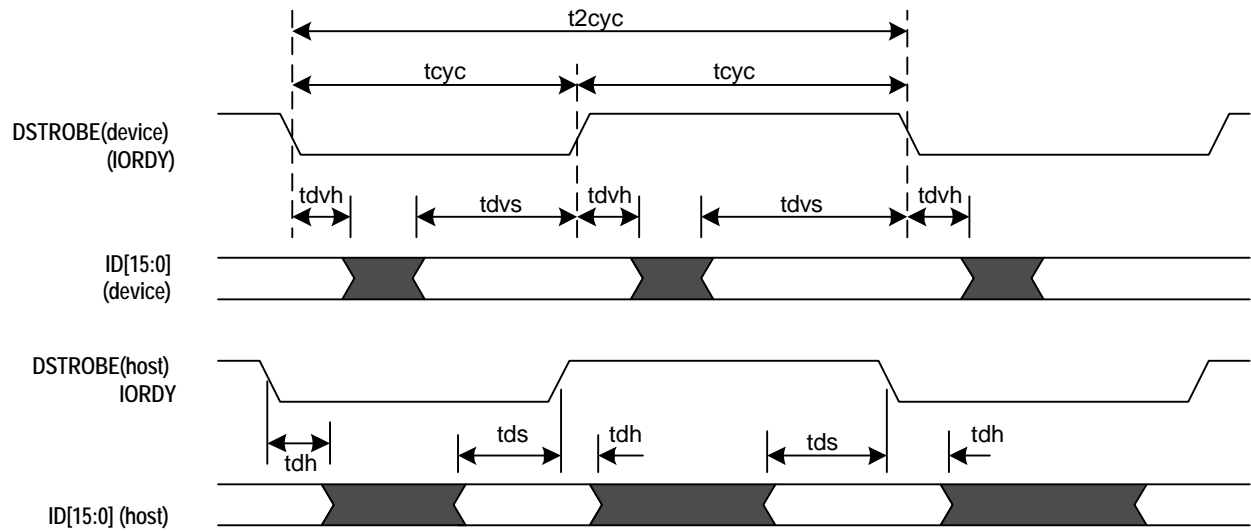 t2cyc
tcyc tcyc
DSTROBE(device)
(IORDY)
tdvh tdvs tdvh tdvs tdvh
ID[15:0]
(device)
DSTROBE(host)
IORDY
tdh tds tdh tds tdh
ID[15:0] (host)